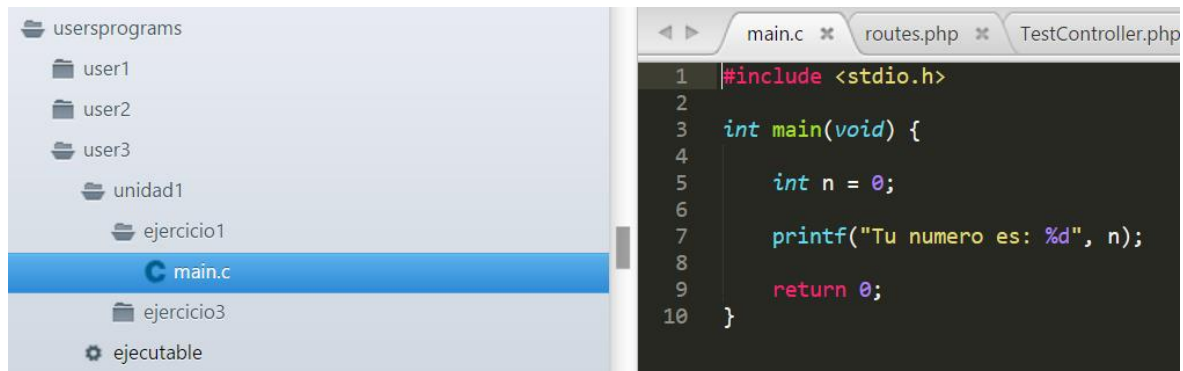 usersprograms
user1
user2
user3
unidad1
ejercicio1
C main.c
ejercicio3
ejecutable
main.c routes.php TestController.php
1 #include <stdio.h>
2
3 int main(void) {
4
5 int n = 0;
6
7 printf("Tu numero es: %d", n);
8
9 return 0;
10 }